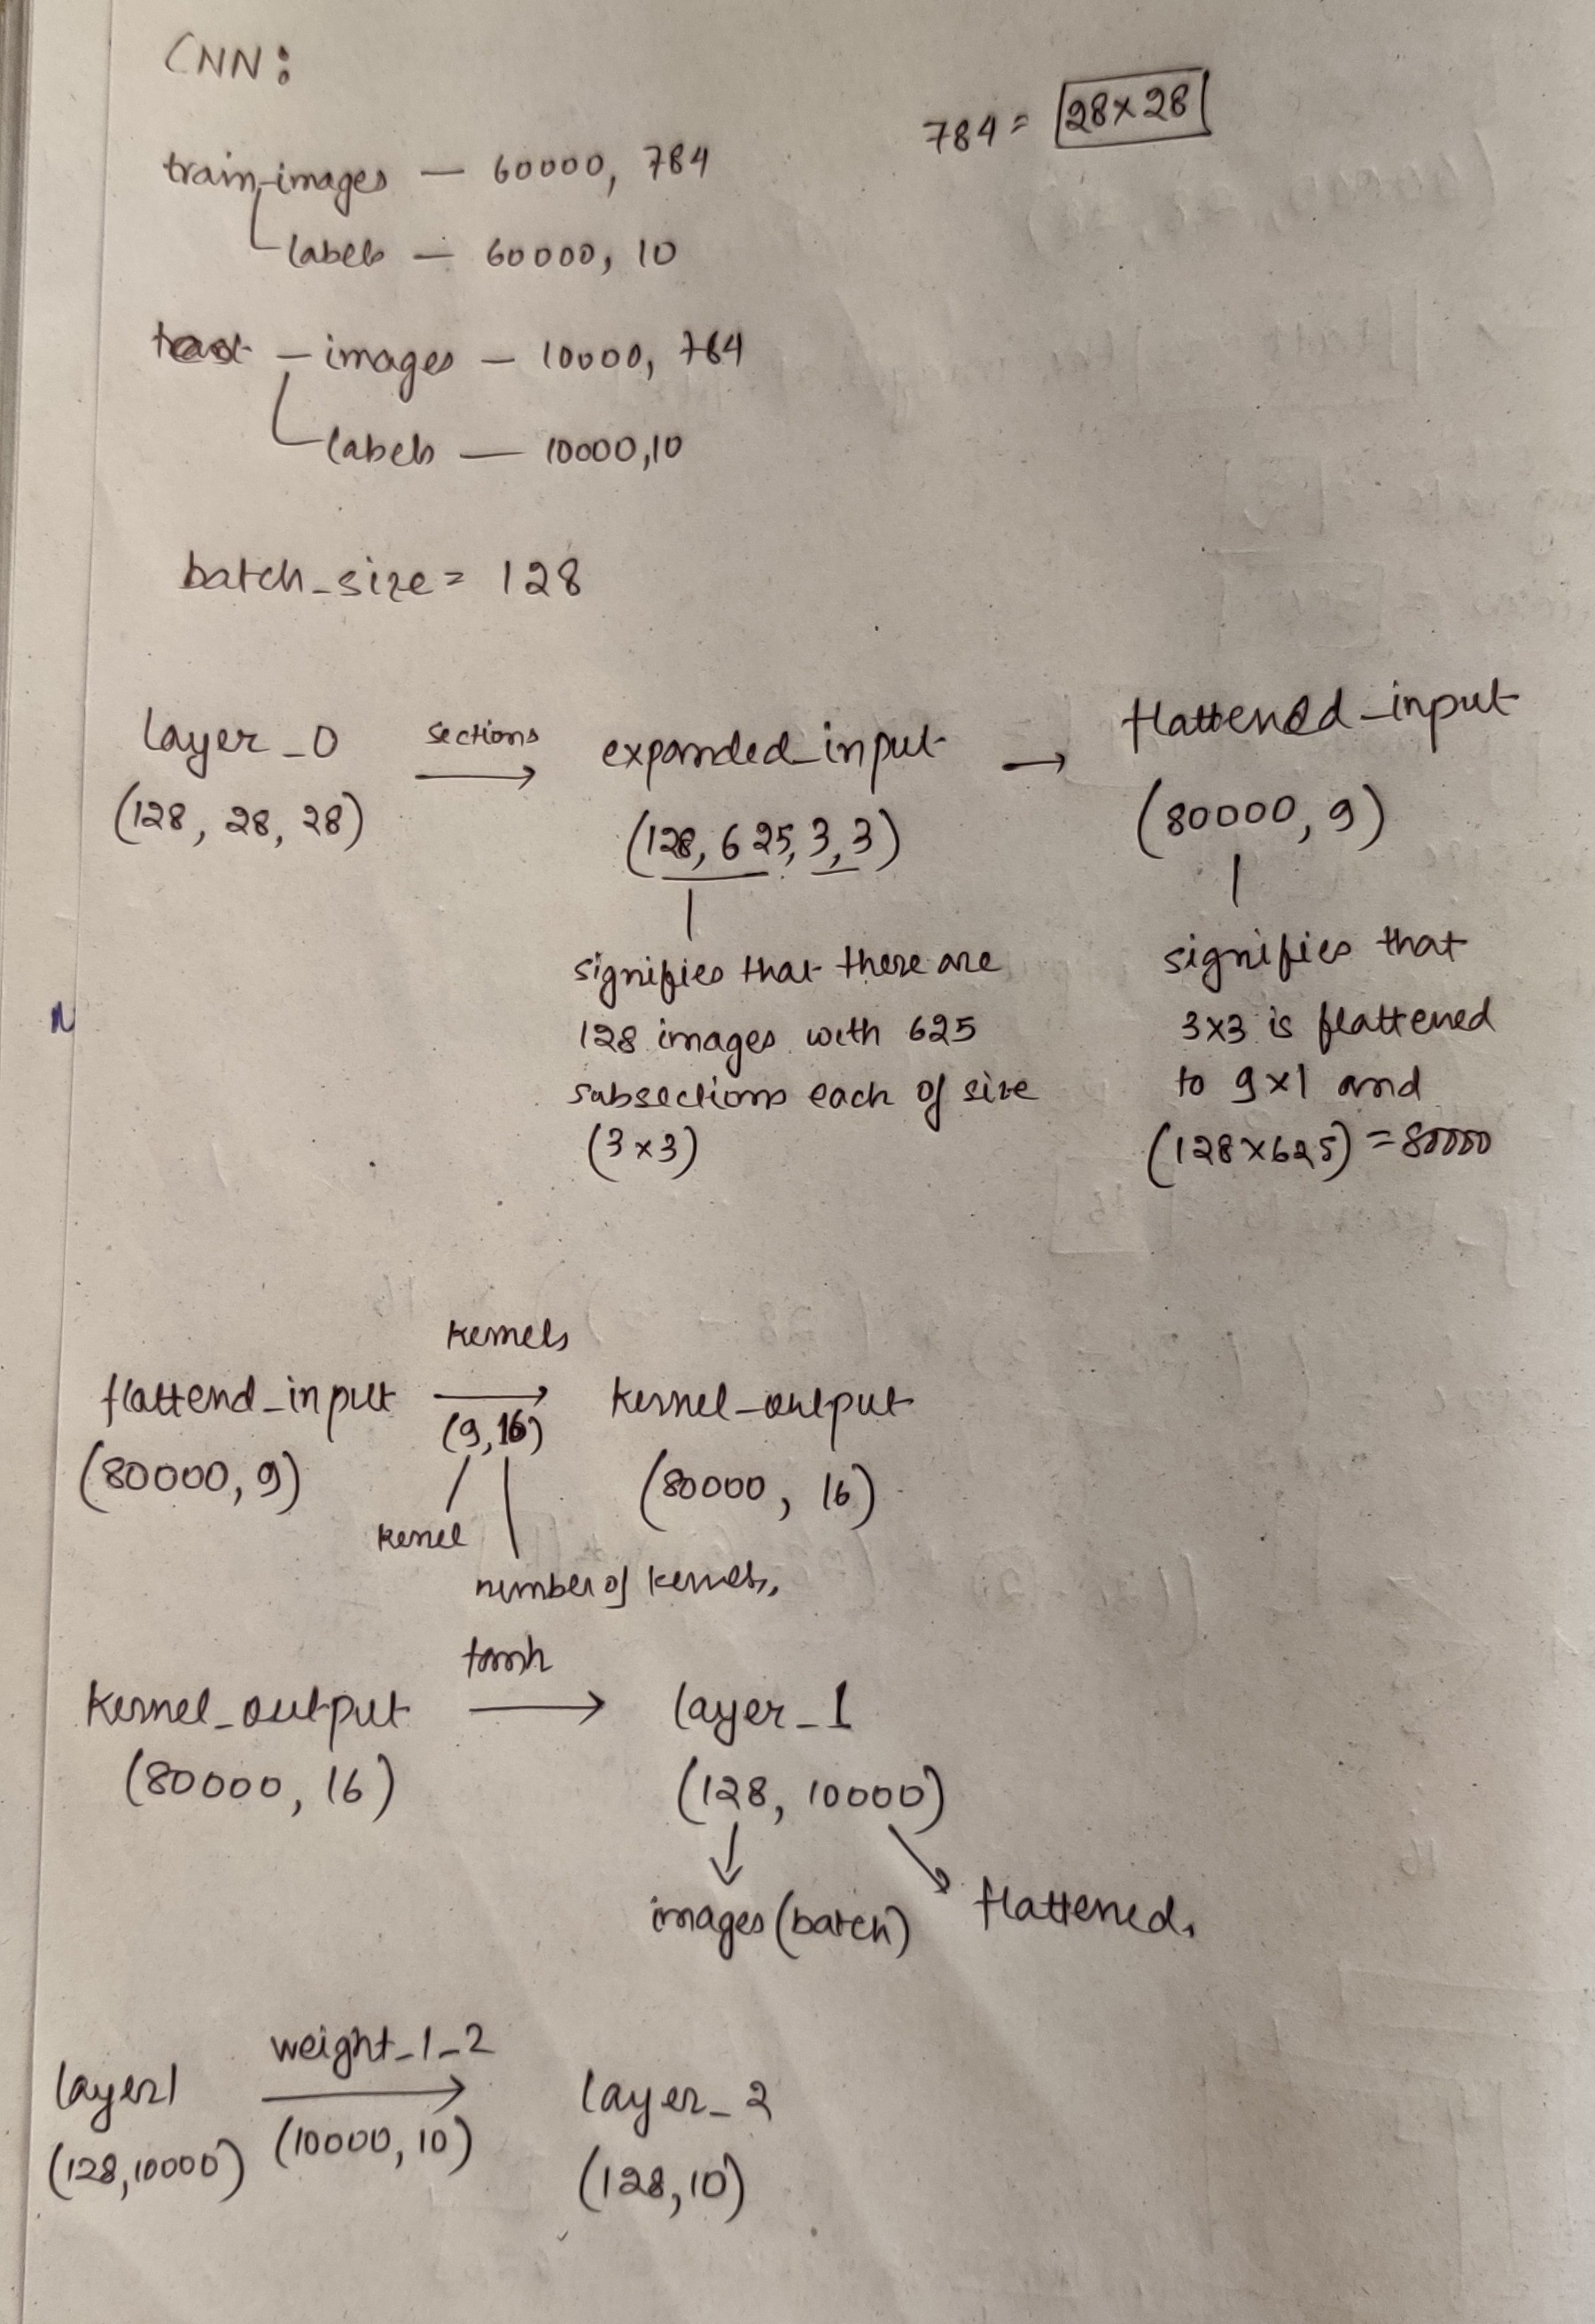 CNN:
784 = 28x28
train-images — 60000, 784
labels — 60000, 10
test - images — 10000, 784
labels — 10000,10
batch_size = 128
layer_0 sections → expanded_input → flattened_input
(128, 28, 28) (128, 625, 3, 3) (80000, 9)
signifies that there are
128 images with 625
subsections each of size
(3 x 3)
signifies that
3x3 is flattened
to 9x1 and
(128 x 625) = 80000
kernels
flattend_input → kernel_output
(80000, 9) (9,16) (80000, 16)
kernel
number of kernels,
tanh
kernel_output → layer_1
(80000, 16) (128, 10000)
images (batch) flattened,
weight_1_2
layer1 → layer_2
(128,10000) (10000, 10) (128,10)